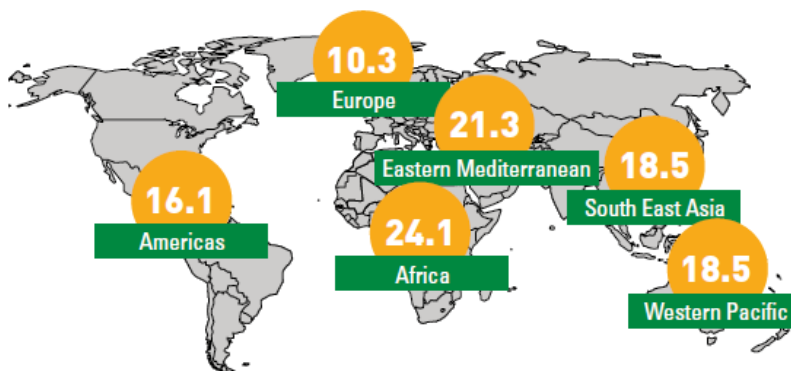 10.3
Europe
21.3
Eastern Mediterranean
18.5
South East Asia
16.1
Americas
24.1
Africa
18.5
Western Pacific